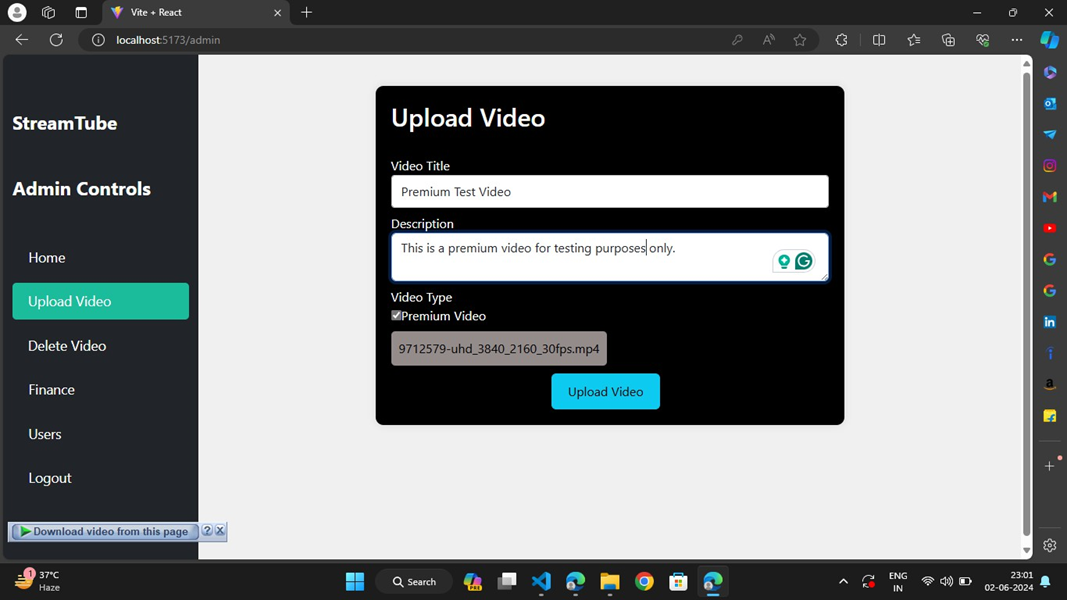 Vite + React
localhost:5173/admin
StreamTube
Admin Controls
Home
Upload Video
Delete Video
Finance
Users
Logout
Upload Video
Video Title
Premium Test Video
Description
This is a premium video for testing purposes only.
Video Type
Premium Video
9712579-uhd_3840_2160_30fps.mp4
Upload Video
Download video from this page
1
37°C
Haze
Search
PRE
ENG
IN
23:01
02-06-2024